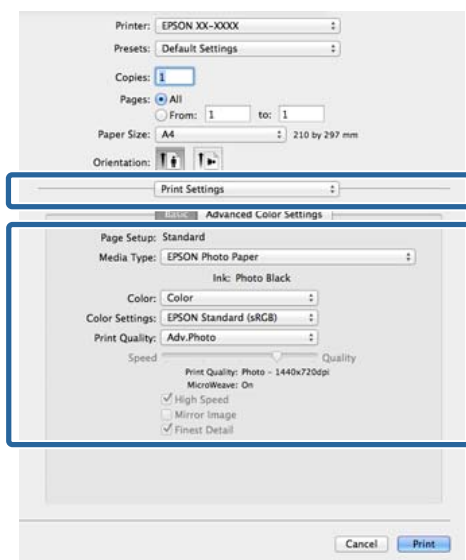 Printer: EPSON XX-XXXX
Presets: Default Settings
Copies: 1
Pages: All
From: 1 to: 1
Paper Size: A4 210 by 297 mm
Orientation:
Print Settings
Basic Advanced Color Settings
Page Setup: Standard
Media Type: EPSON Photo Paper
Ink: Photo Black
Color: Color
Color Settings: EPSON Standard (sRGB)
Print Quality: Adv.Photo
Speed Quality
Print Quality: Photo - 1440x720dpi
MicroWeave: On
High Speed
Mirror Image
Finest Detail
Cancel Print